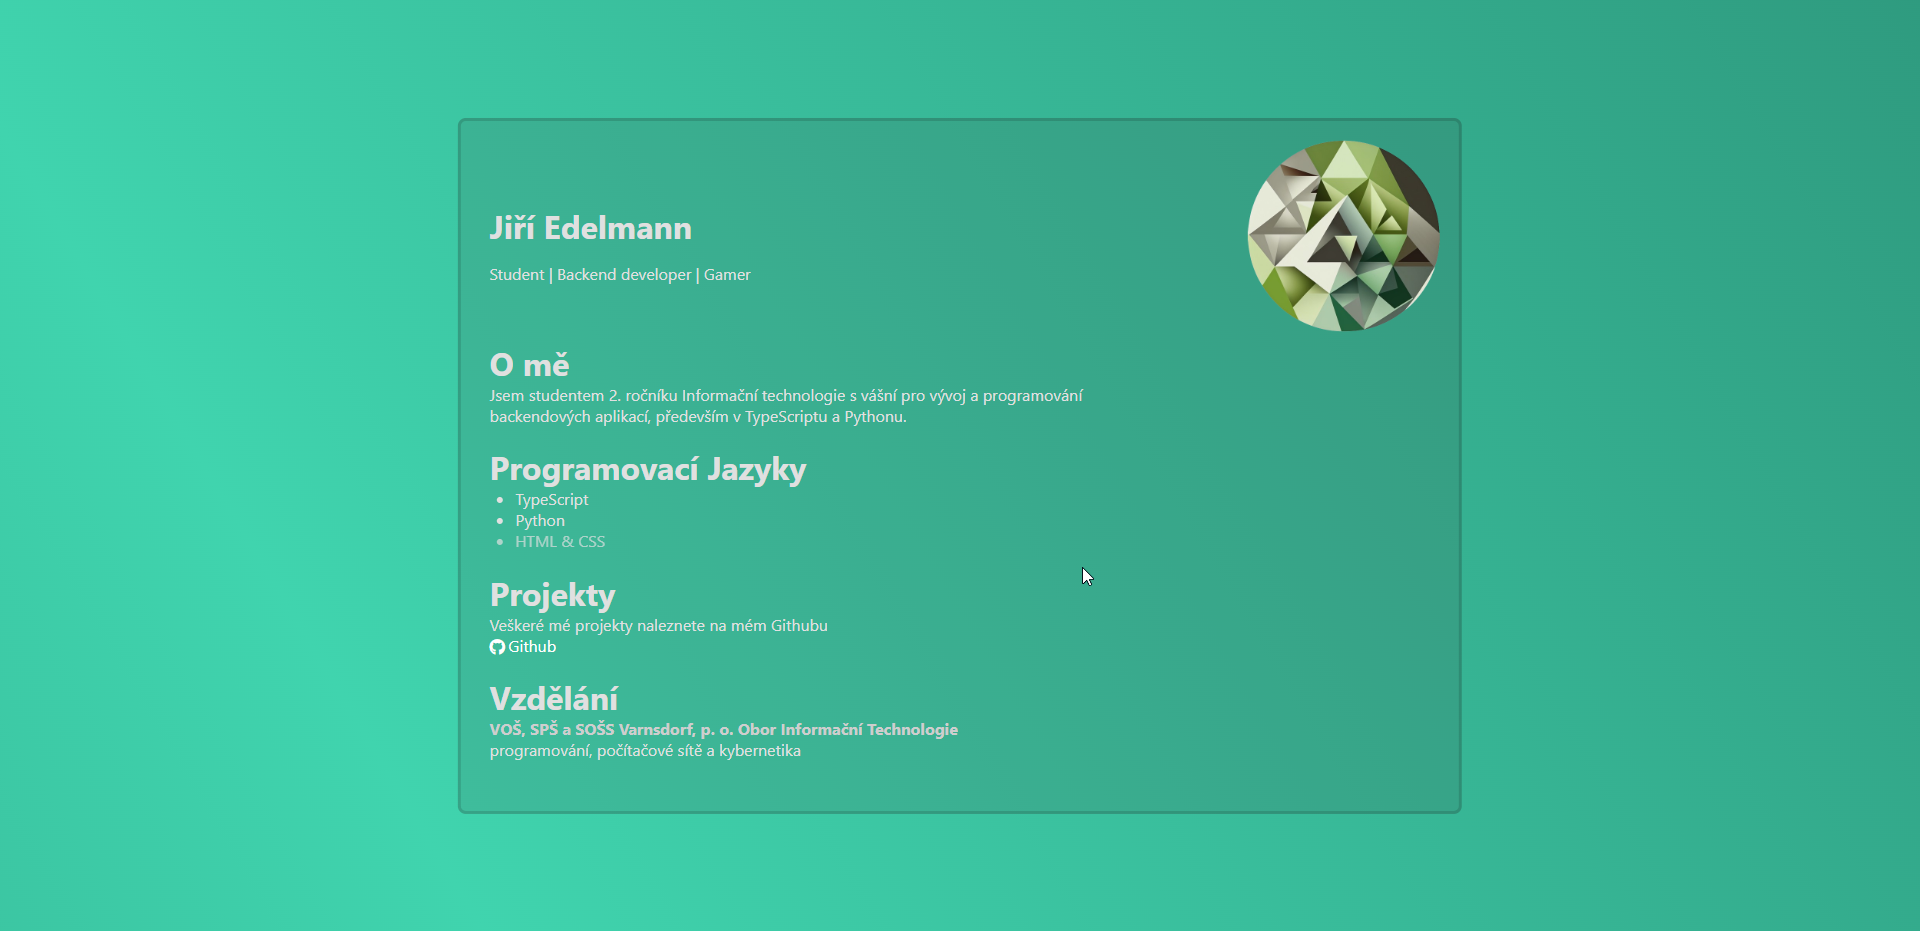 Jiří Edelmann
Student | Backend developer | Gamer
O mě
Jsem studentem 2. ročníku Informační technologie s vášní pro vývoj a programování
backendových aplikací, především v TypeScriptu a Pythonu.
Programovací Jazyky
• TypeScript
• Python
• HTML & CSS
Projekty
Veškeré mé projekty naleznete na mém Githubu
Github
Vzdělání
VOŠ, SPŠ a SOŠS Varnsdorf, p. o. Obor Informační Technologie
programování, počítačové sítě a kybernetika